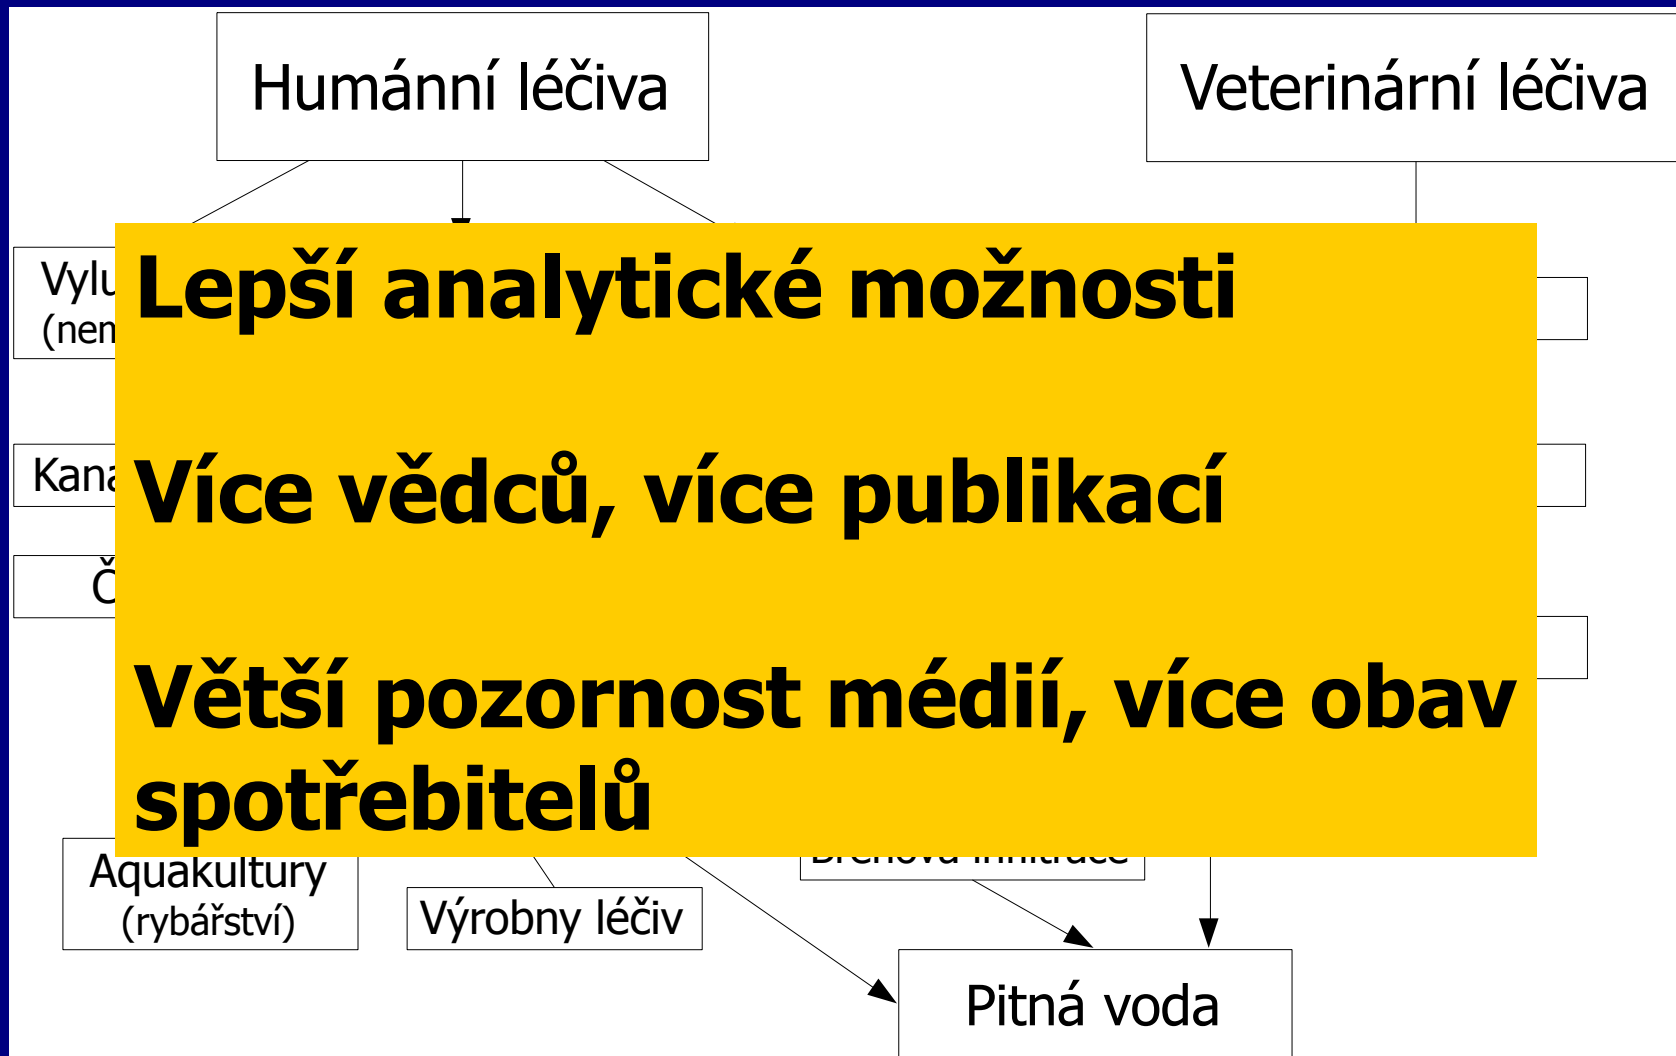 Humánní léčiva
Veterinární léčiva
Lepší analytické možnosti
Více vědců, více publikací
Větší pozornost médií, více obav
spotřebitelů
Aquakultury
(rybářství)
Výrobny léčiv
Pitná voda